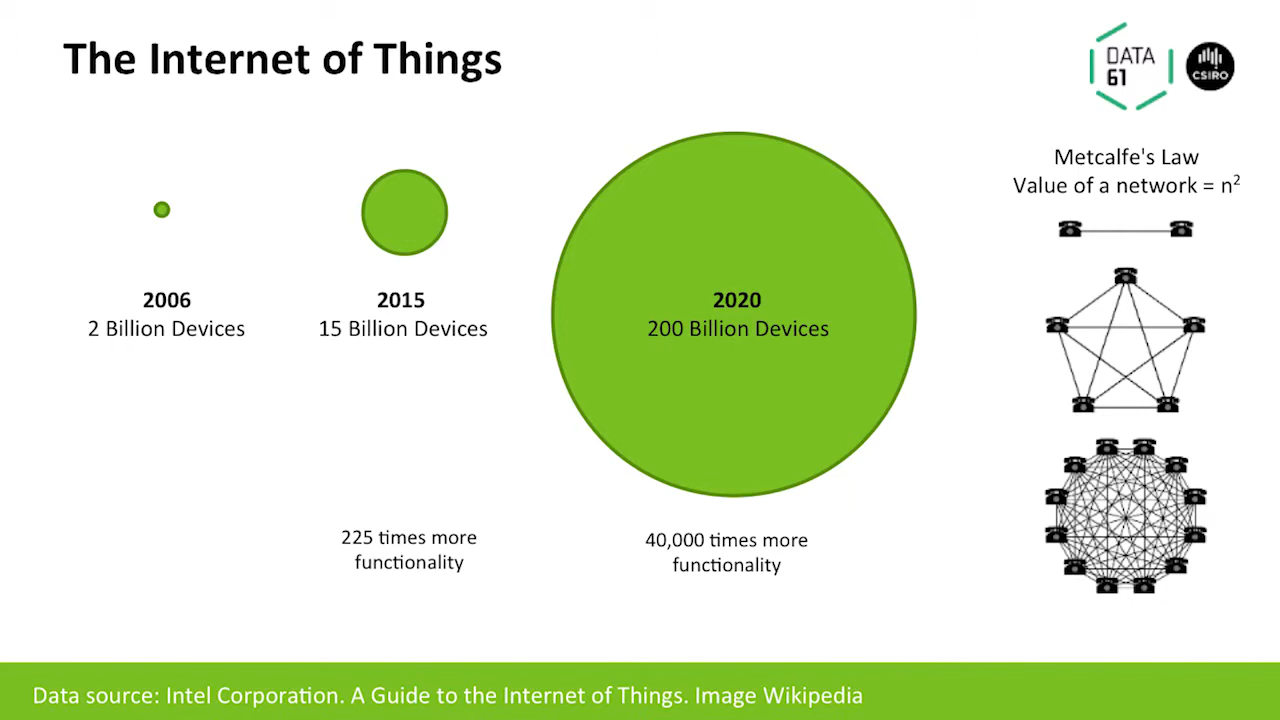 The Internet of Things
DATA
61
CSIRO
Metcalfe's Law
Value of a network = n²
2006
2 Billion Devices
2015
15 Billion Devices
2020
200 Billion Devices
225 times more
functionality
40,000 times more
functionality
Data source: Intel Corporation. A Guide to the Internet of Things. Image Wikipedia